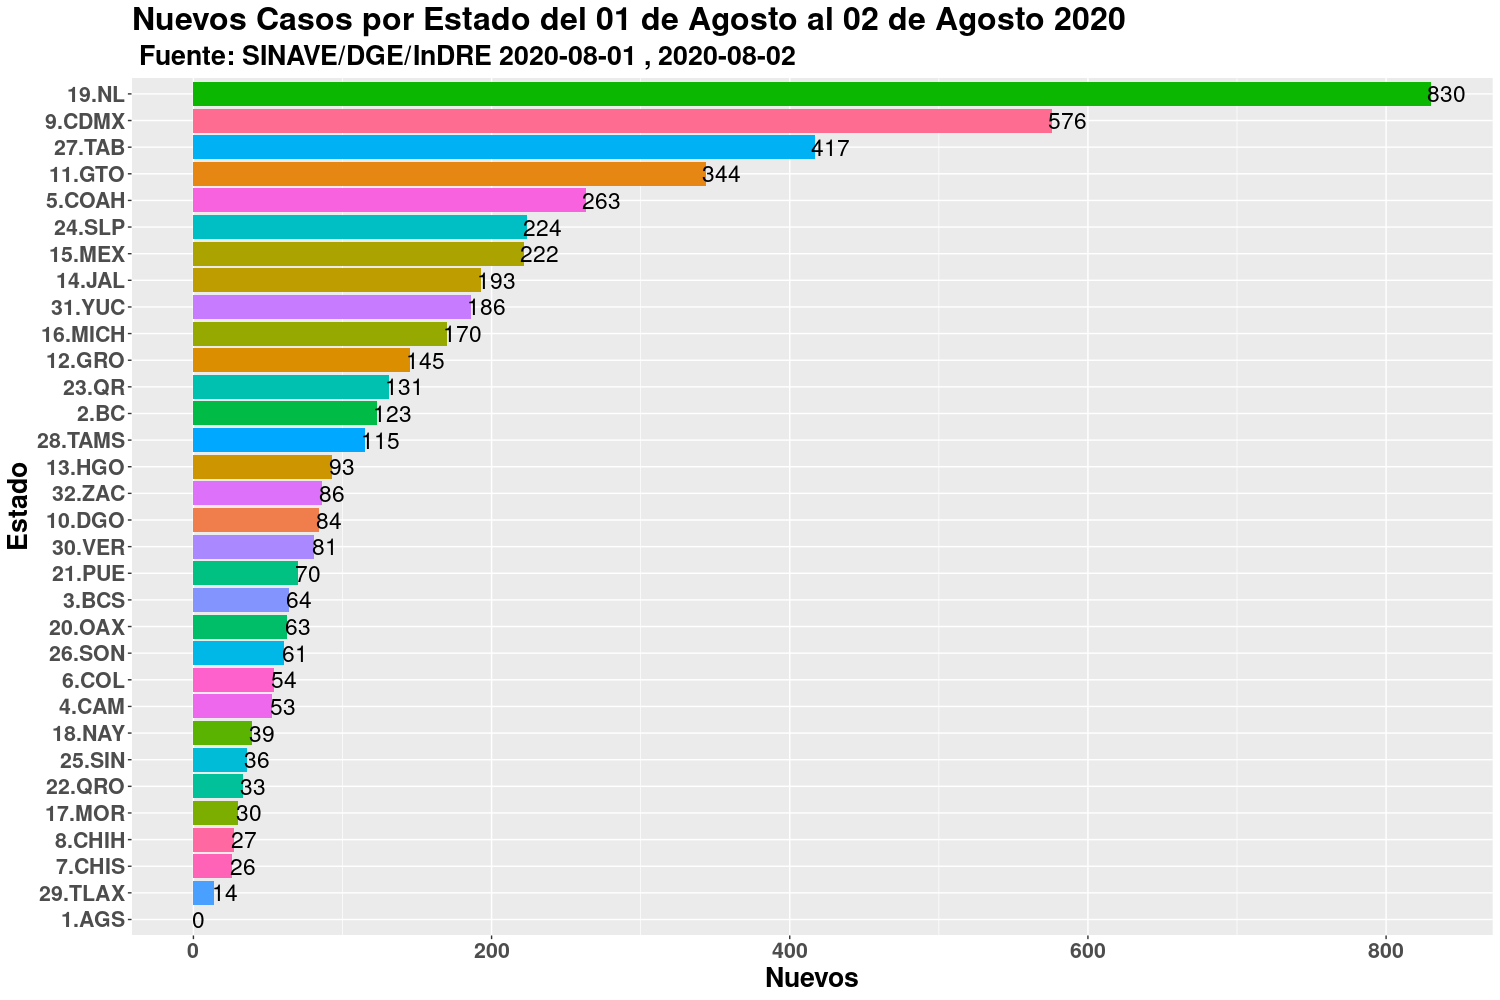 Nuevos Casos por Estado del 01 de Agosto al 02 de Agosto 2020
Fuente: SINAVE/DGE/InDRE 2020-08-01 , 2020-08-02
Estado
19.NL 830
9.CDMX 576
27.TAB 417
11.GTO 344
5.COAH 263
24.SLP 224
15.MEX 222
14.JAL 193
31.YUC 186
16.MICH 170
12.GRO 145
23.QR 131
2.BC 123
28.TAMS 115
13.HGO 93
32.ZAC 86
10.DGO 84
30.VER 81
21.PUE 70
3.BCS 64
20.OAX 63
26.SON 61
6.COL 54
4.CAM 53
18.NAY 39
25.SIN 36
22.QRO 33
17.MOR 30
8.CHIH 27
7.CHIS 26
29.TLAX 14
1.AGS 0
0 200 400 600 800
Nuevos